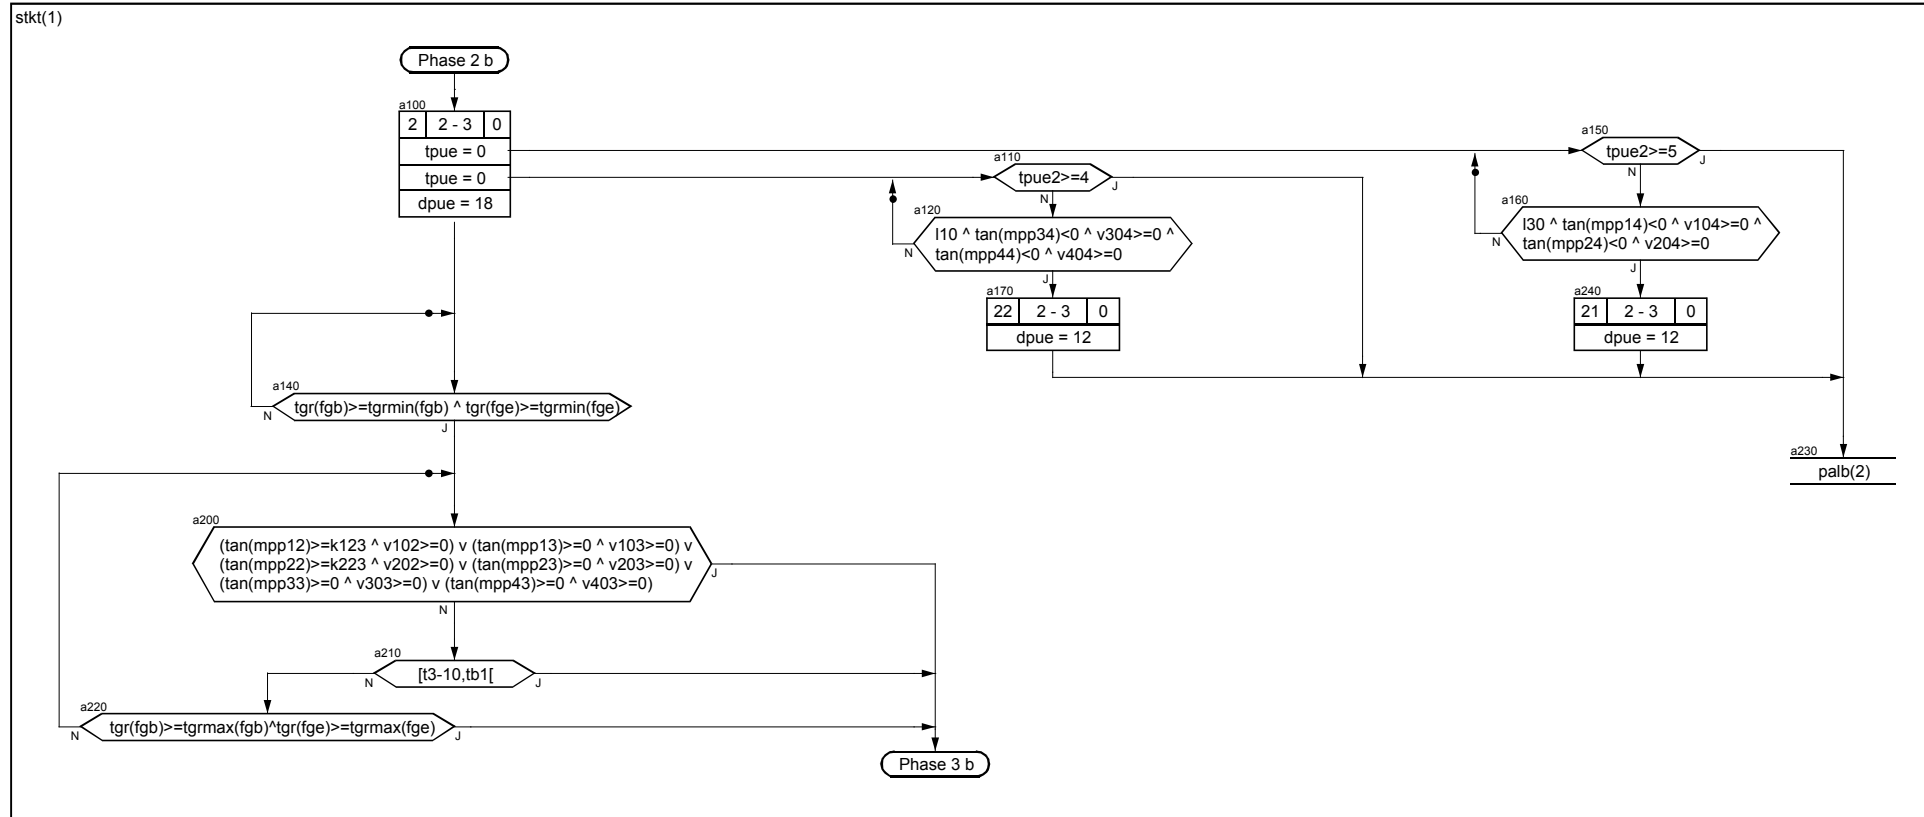 stkt(1)
Phase 2 b
a100
2 2 - 3 0
tpue = 0
tpue = 0
dpue = 18
a110
tpue2>=4
J
N
a120
l10 ^ tan(mpp34)<0 ^ v304>=0 ^
tan(mpp44)<0 ^ v404>=0
N
J
a170
22 2 - 3 0
dpue = 12
a150
tpue2>=5
J
N
a160
l30 ^ tan(mpp14)<0 ^ v104>=0 ^
tan(mpp24)<0 ^ v204>=0
N
J
a240
21 2 - 3 0
dpue = 12
a140
tgr(fgb)>=tgrmin(fgb) ^ tgr(fge)>=tgrmin(fge)
N
J
a230
palb(2)
a200
(tan(mpp12)>=k123 ^ v102>=0) v (tan(mpp13)>=0 ^ v103>=0) v
(tan(mpp22)>=k223 ^ v202>=0) v (tan(mpp23)>=0 ^ v203>=0) v
(tan(mpp33)>=0 ^ v303>=0) v (tan(mpp43)>=0 ^ v403>=0)
J
N
a210
[t3-10,tb1[
N
J
a220
tgr(fgb)>=tgrmax(fgb)^tgr(fge)>=tgrmax(fge)
N
J
Phase 3 b